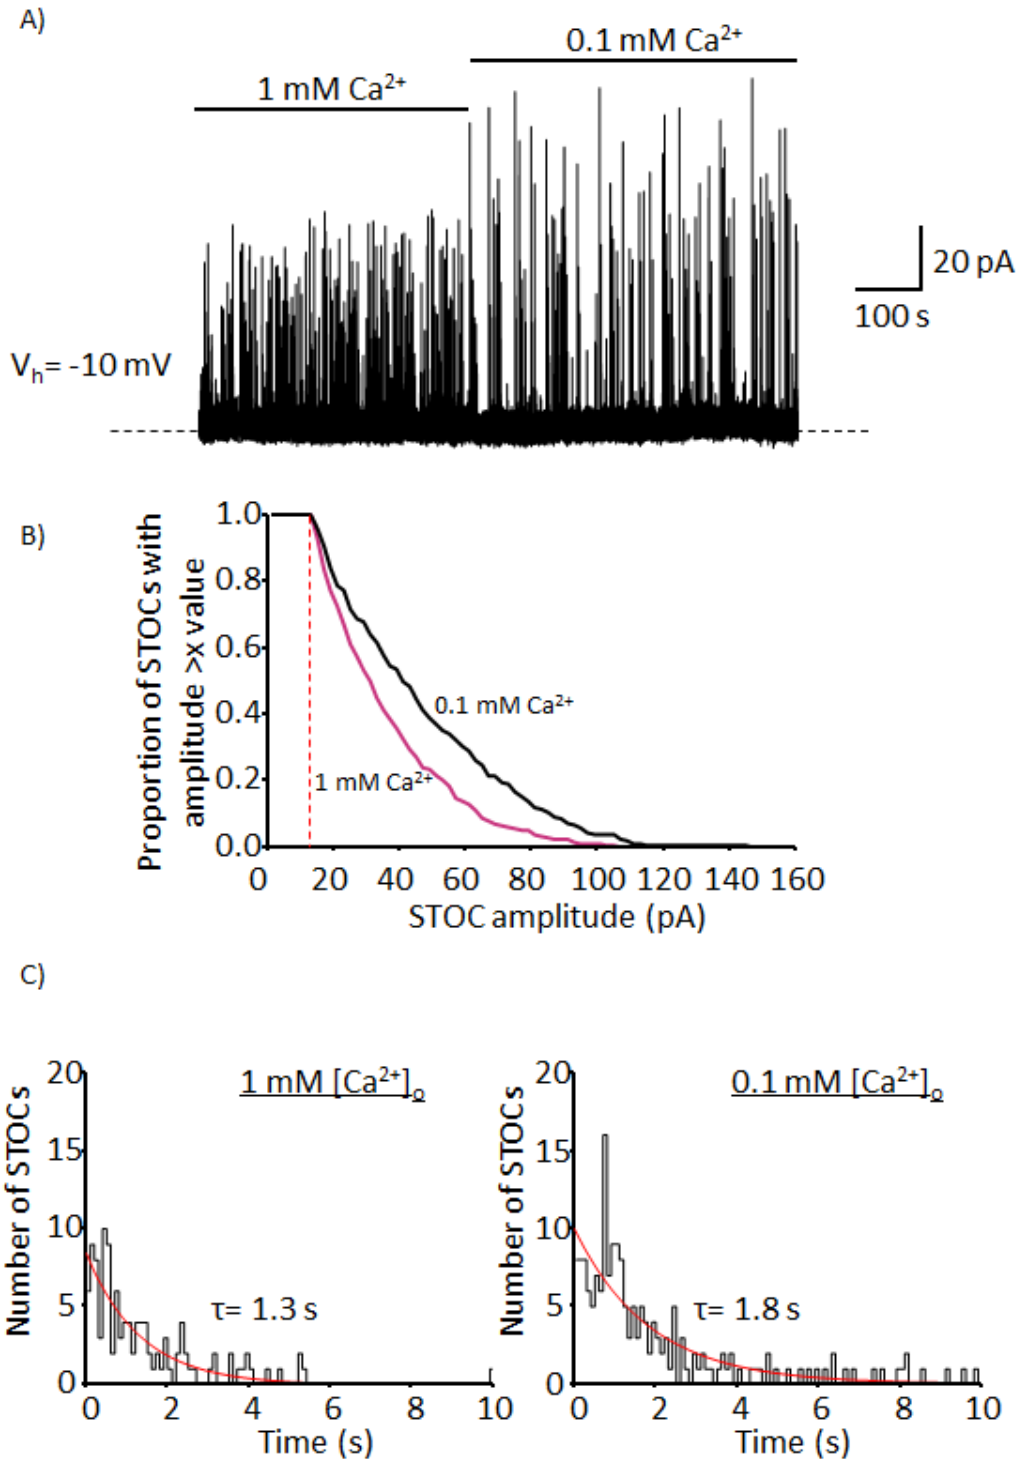 A)
0.1 mM Ca²⁺
1 mM Ca²⁺
20 pA
100 s
Vₕ= -10 mV
B)
Proportion of STOCs with
amplitude >x value
1.0
0.8
0.6
0.4
0.2
0.0
0.1 mM Ca²⁺
1 mM Ca²⁺
0 20 40 60 80 100 120 140 160
STOC amplitude (pA)
C)
Number of STOCs
20
15
10
5
0
1 mM [Ca²⁺]ₒ
τ= 1.3 s
0 2 4 6 8 10
Time (s)
Number of STOCs
20
15
10
5
0
0.1 mM [Ca²⁺]ₒ
τ= 1.8 s
0 2 4 6 8 10
Time (s)